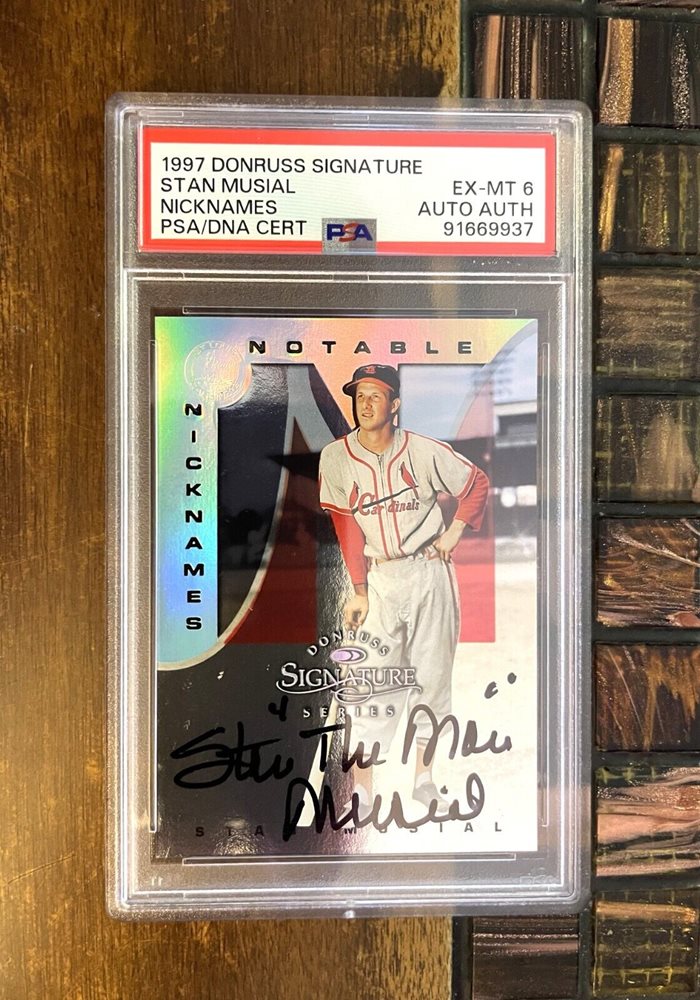 1997 DONRUSS SIGNATURE
STAN MUSIAL EX-MT 6
NICKNAMES AUTO AUTH
PSA/DNA CERT PSA 91669937
NOTABLE
NICKNAMES
Cardinals
DONRUSS
SIGNATURE
SERIES
Stan "The Man"
Musial
STAN MUSIAL